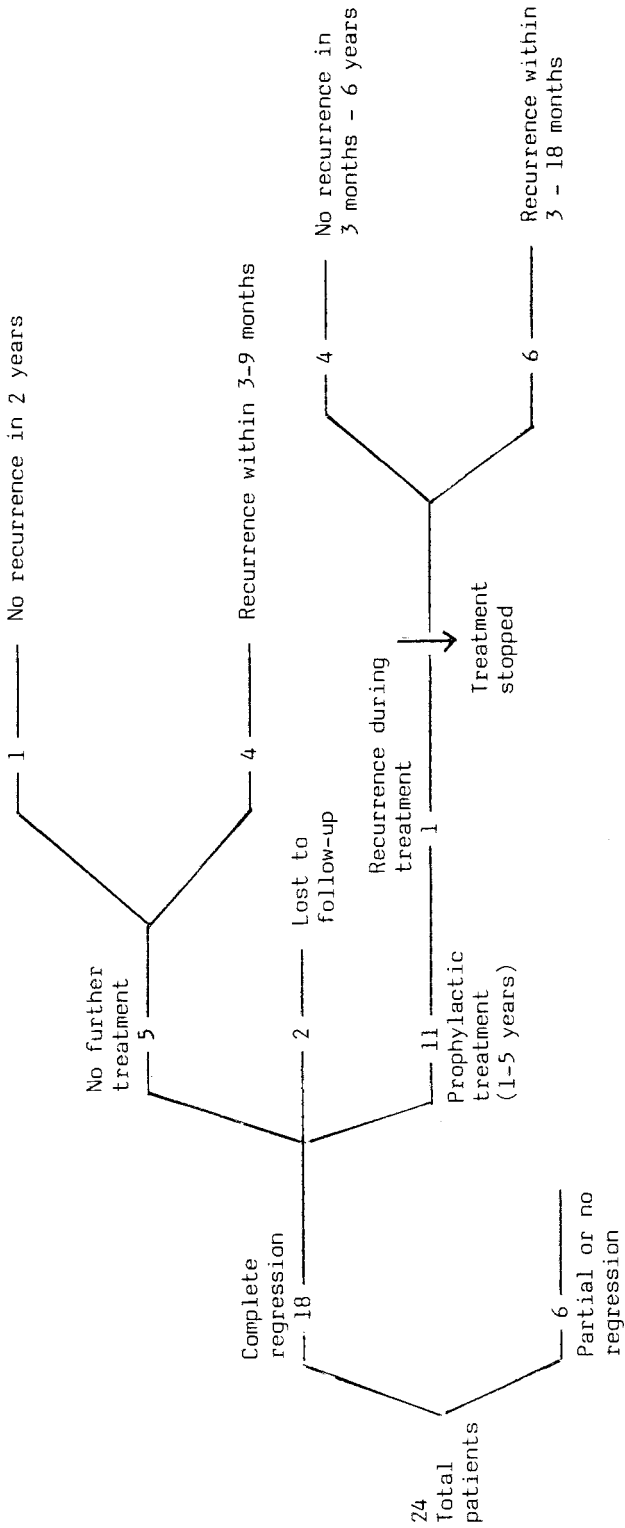 24
Total
patients
Complete
regression
18
6
Partial or no
regression
No further
treatment
5
2
Lost to
follow-up
11
Prophylactic
treatment
(1-5 years)
1
No recurrence in 2 years
4
Recurrence within 3-9 months
Recurrence during
treatment
1
Treatment
stopped
4
No recurrence in
3 months - 6 years
6
Recurrence within
3 - 18 months